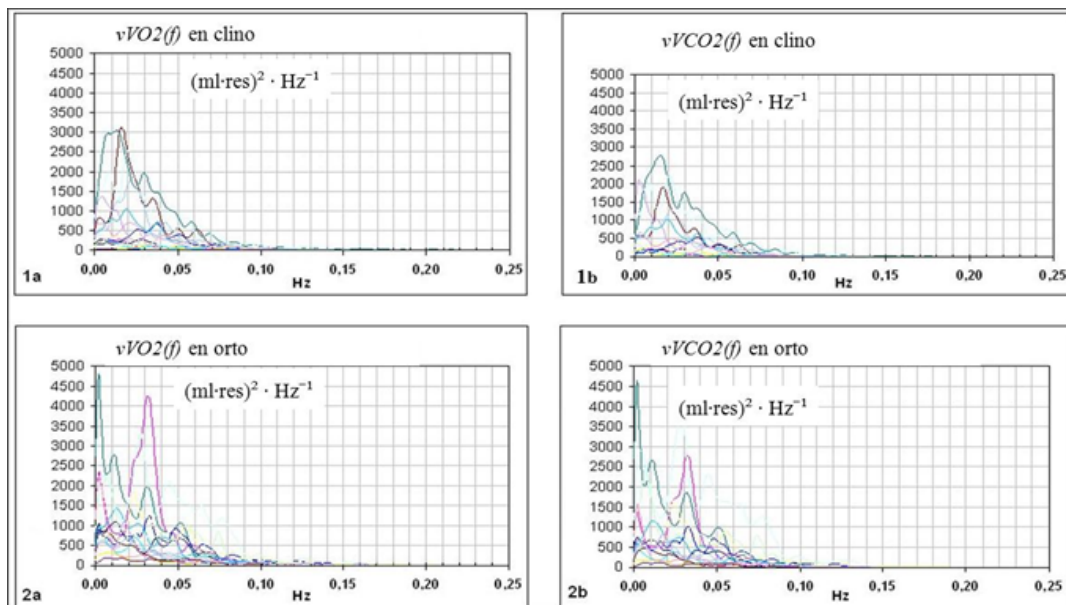 vVO2(f) en clino
(ml·res)² · Hz⁻¹
5000
4500
4000
3500
3000
2500
2000
1500
1000
500
0
0,00 0,05 0,10 0,15 0,20 0,25
Hz
1a
vVCO2(f) en clino
(ml·res)² · Hz⁻¹
5000
4500
4000
3500
3000
2500
2000
1500
1000
500
0
0,00 0,05 0,10 0,15 0,20 0,25
Hz
1b
vVO2(f) en orto
(ml·res)² · Hz⁻¹
5000
4500
4000
3500
3000
2500
2000
1500
1000
500
0
0,00 0,05 0,10 0,15 0,20 0,25
Hz
2a
vVCO2(f) en orto
(ml·res)² · Hz⁻¹
5000
4500
4000
3500
3000
2500
2000
1500
1000
500
0
0,00 0,05 0,10 0,15 0,20 0,25
Hz
2b